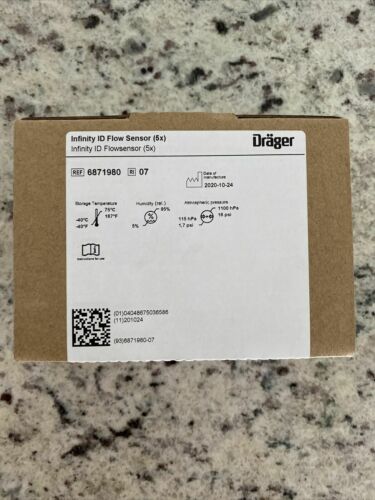 Infinity ID Flow Sensor (5x)
Infinity ID Flowsensor (5x)
Dräger
REF 6871980 RI 07
Date of
manufacture
2020-10-24
Storage Temperature
75°C
167°F
-40°C
-40°F
Humidity (rel.)
95%
%
5%
Atmospheric pressure
1100 hPa
16 psi
115 hPa
1,7 psi
Instructions for use
(01)04048675036586
(11)201024
(93)6871980-07